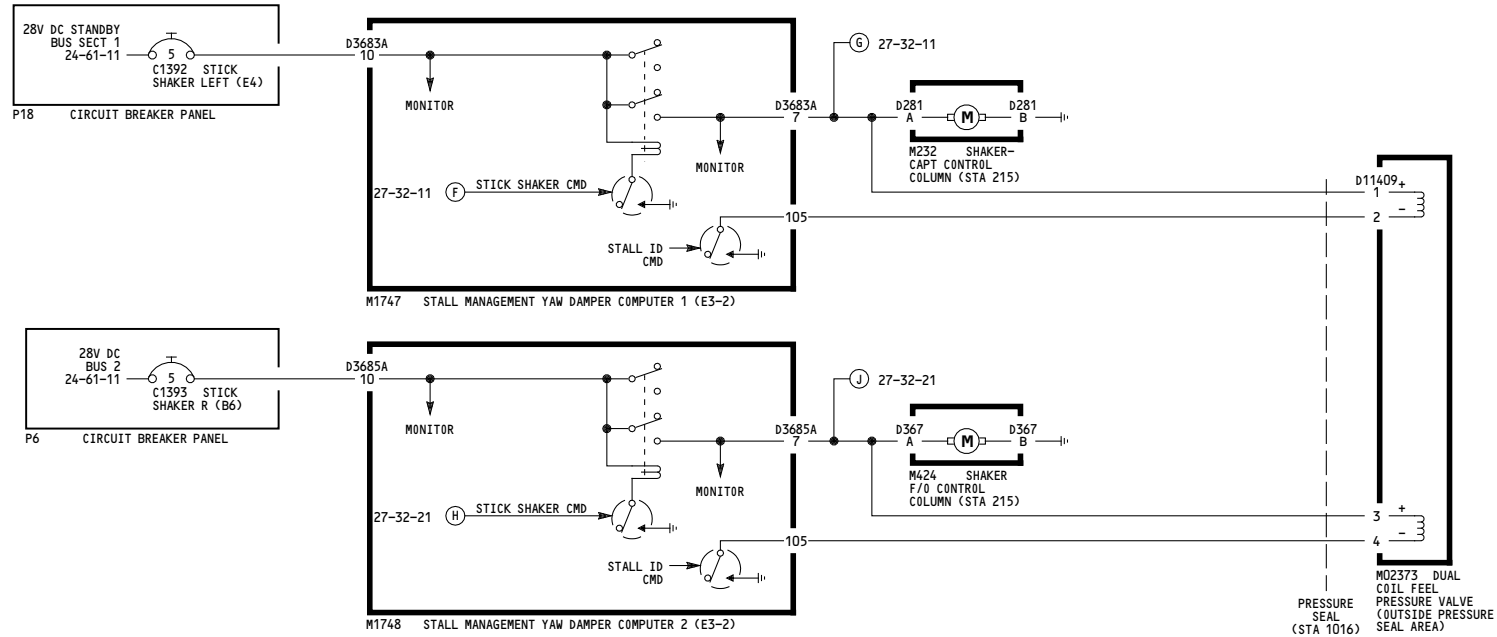 28V DC STANDBY
BUS SECT 1
24-61-11
5
C1392 STICK
SHAKER LEFT (E4)
P18 CIRCUIT BREAKER PANEL
D3683A
10
MONITOR
MONITOR
27-32-11 F STICK SHAKER CMD
STALL ID
CMD
105
D3683A
7
M1747 STALL MANAGEMENT YAW DAMPER COMPUTER 1 (E3-2)
G 27-32-11
D281
A
M
D281
B
M232 SHAKER-
CAPT CONTROL
COLUMN (STA 215)
D11409
1 +
2 -
28V DC
BUS 2
24-61-11
5
C1393 STICK
SHAKER R (B6)
P6 CIRCUIT BREAKER PANEL
D3685A
10
MONITOR
MONITOR
27-32-21 H STICK SHAKER CMD
STALL ID
CMD
105
D3685A
7
M1748 STALL MANAGEMENT YAW DAMPER COMPUTER 2 (E3-2)
J 27-32-21
D367
A
M
D367
B
M424 SHAKER
F/O CONTROL
COLUMN (STA 215)
3 +
4 -
PRESSURE
SEAL
(STA 1016)
MO2373 DUAL
COIL FEEL
PRESSURE VALVE
(OUTSIDE PRESSURE
SEAL AREA)